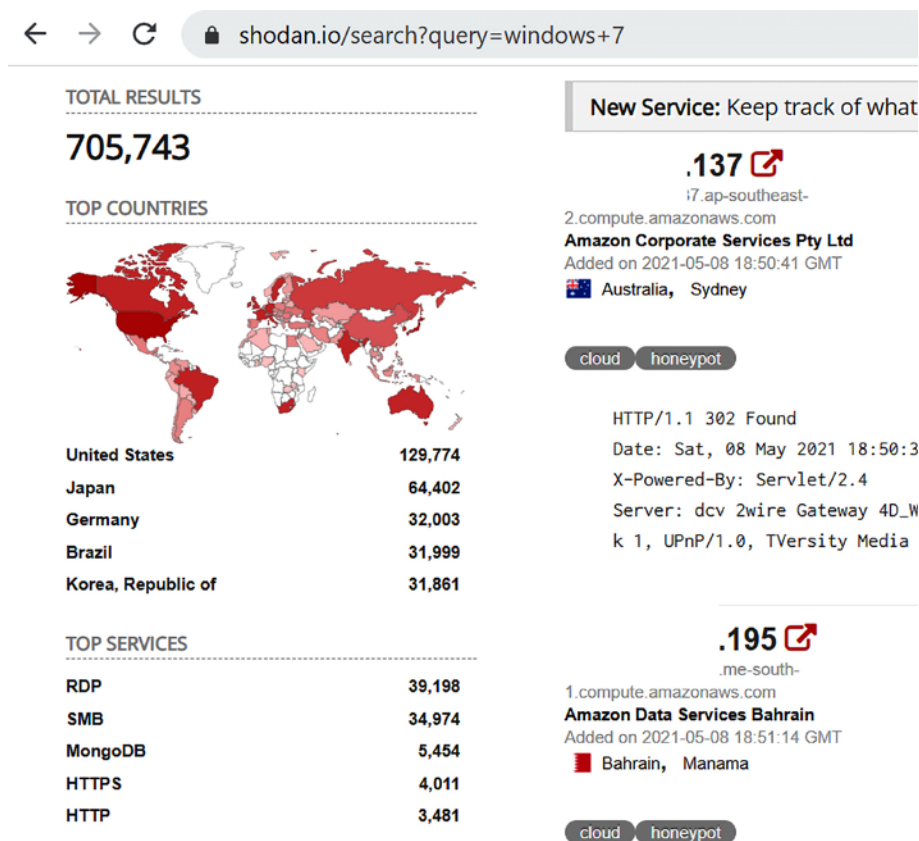 shodan.io/search?query=windows+7
TOTAL RESULTS
705,743
TOP COUNTRIES
United States 129,774
Japan 64,402
Germany 32,003
Brazil 31,999
Korea, Republic of 31,861
TOP SERVICES
RDP 39,198
SMB 34,974
MongoDB 5,454
HTTPS 4,011
HTTP 3,481
New Service: Keep track of what
.137
7.ap-southeast-
2.compute.amazonaws.com
Amazon Corporate Services Pty Ltd
Added on 2021-05-08 18:50:41 GMT
Australia, Sydney
cloud honeypot
HTTP/1.1 302 Found
Date: Sat, 08 May 2021 18:50:3
X-Powered-By: Servlet/2.4
Server: dcv 2wire Gateway 4D_W
k 1, UPnP/1.0, TVersity Media
.195
.me-south-
1.compute.amazonaws.com
Amazon Data Services Bahrain
Added on 2021-05-08 18:51:14 GMT
Bahrain, Manama
cloud honeypot